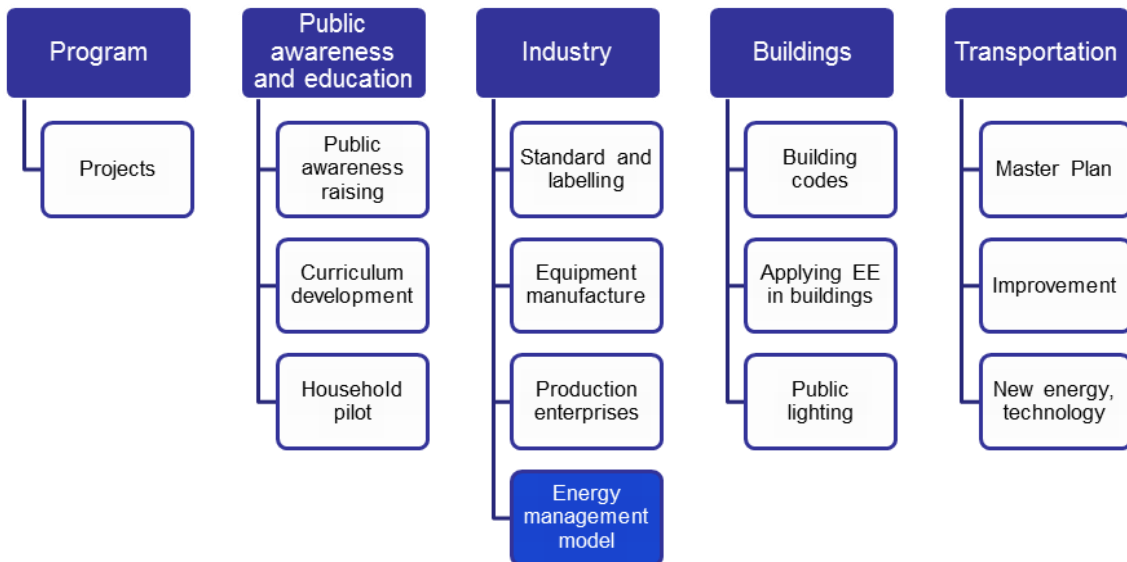 Program
Projects
Public
awareness
and education
Public
awareness
raising
Curriculum
development
Household
pilot
Industry
Standard and
labelling
Equipment
manufacture
Production
enterprises
Energy
management
model
Buildings
Building
codes
Applying EE
in buildings
Public
lighting
Transportation
Master Plan
Improvement
New energy,
technology